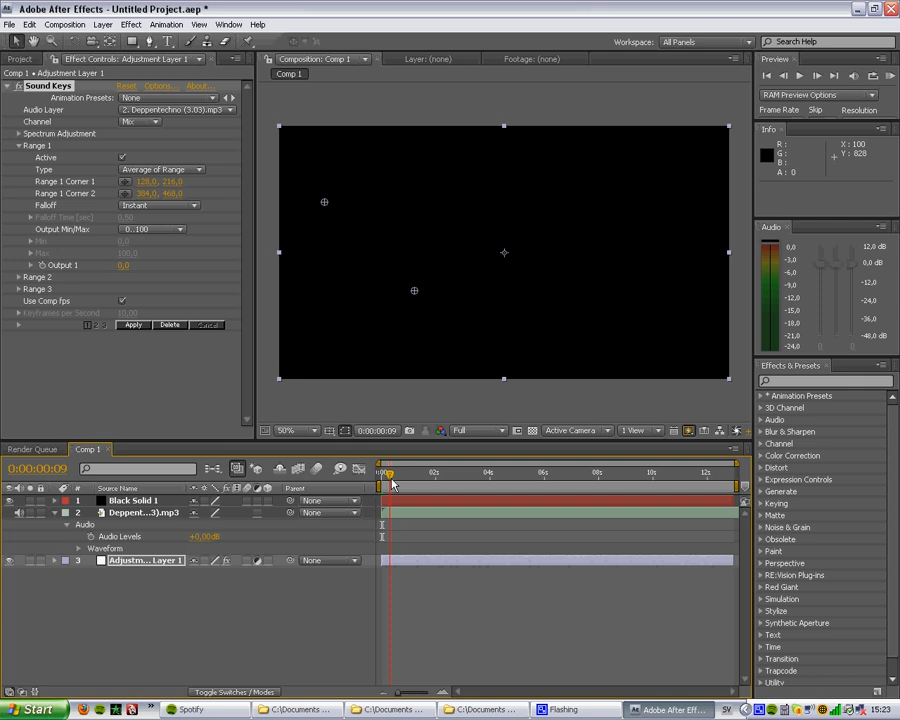 Adobe After Effects - Untitled Project.aep *
File Edit Composition Layer Effect Animation View Window Help
Workspace: All Panels Search Help
Project Effect Controls: Adjustment Layer 1
Composition: Comp 1 Layer: (none) Footage: (none)
Preview
Comp 1 • Adjustment Layer 1
Comp 1
Sound Keys Reset Options... About...
Animation Presets: None
RAM Preview Options
Audio Layer 2. Deppentechno (3.03).mp3
Frame Rate Skip Resolution
Channel Mix
Spectrum Adjustment
Info
Range 1
R :
G :
B :
A : 0
X : 100
Y : 828
Active
Type Average of Range
Range 1 Corner 1 128,0, 216,0
Range 1 Corner 2 384,0, 468,0
Falloff Instant
Falloff Time [sec] 0,50
Output Min/Max 0..100
Min 0,0
Max 100,0
Output 1 0,0
Range 2
Range 3
Use Comp fps
Keyframes per Second 10,00
1 2 3 Apply Delete Cancel
Audio
0,0 12,0 dB
-3,0 0,0 dB
-6,0
-9,0 -12,0
-12,0
-15,0 -24,0
-18,0 -36,0
-21,0
-24,0 -48,0 dB
Effects & Presets
* Animation Presets
3D Channel
Audio
Blur & Sharpen
Channel
Color Correction
Distort
Expression Controls
Generate
Keying
Matte
Noise & Grain
Obsolete
Paint
Perspective
RE:Vision Plug-ins
Red Giant
Simulation
Stylize
Synthetic Aperture
Text
Time
Transition
Trapcode
Utility
50% 0:00:00:09 Full Active Camera 1 View
Render Queue Comp 1
0:00:00:09
02s 04s 06s 08s 10s 12s
# Source Name Parent
1 Black Solid 1 None
2 Deppent...3).mp3 None
Audio
Audio Levels +0,00dB
Waveform
3 Adjustm... Layer 1 fx None
Toggle Switches / Modes
Start Spotify C:\Documents ... C:\Documents ... C:\Documents ... Flashing Adobe After Effe... SV 15:23